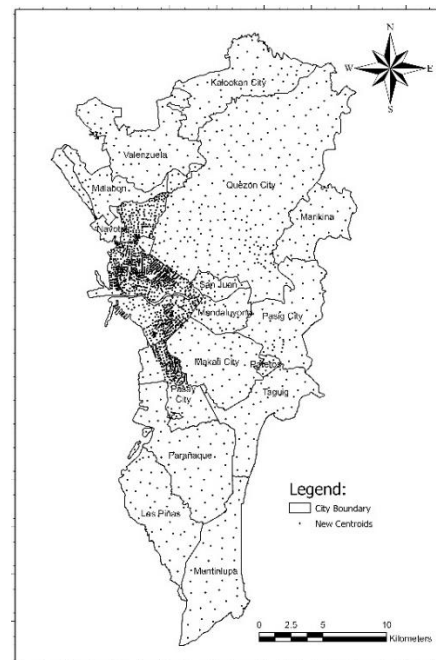 N
W E
S
Kalookan City
Valenzuela
Quezon City
Malabon
Marikina
Navotas
San Juan
Mandaluyong
Pasig City
Makati City
Pateros
Taguig
Pasay
City
Parañaque
Las Piñas
Muntinlupa
Legend:
City Boundary
New Centroids
0 2.5 5 10
Kilometers